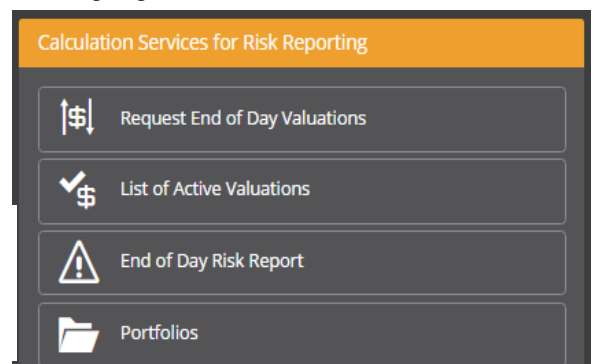 Calculation Services for Risk Reporting
Request End of Day Valuations
List of Active Valuations
End of Day Risk Report
Portfolios